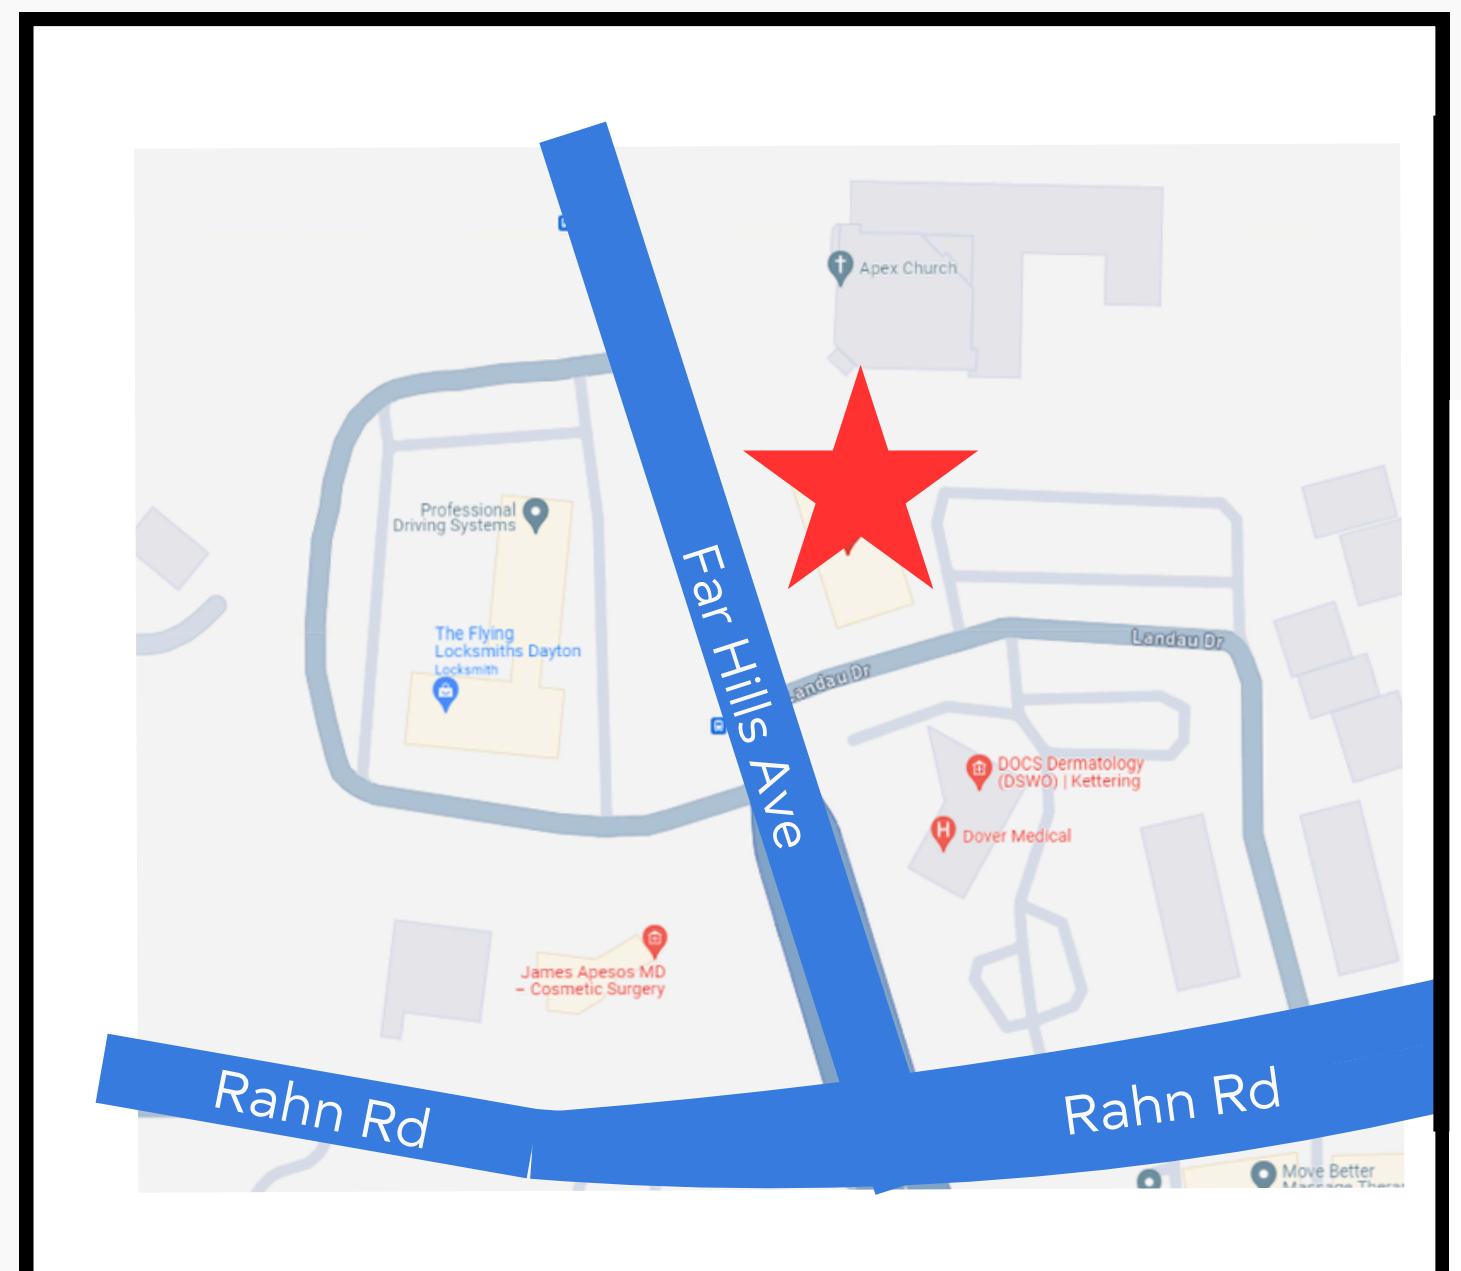 Apex Church
Professional
Driving Systems
Far Hills Ave
The Flying
Locksmiths Dayton
Locksmith
Landau Dr
Landau Dr
DOCS Dermatology
(DSWO) | Kettering
H
Dover Medical
James Apesos MD
– Cosmetic Surgery
Rahn Rd
Rahn Rd
Move Better
Massage